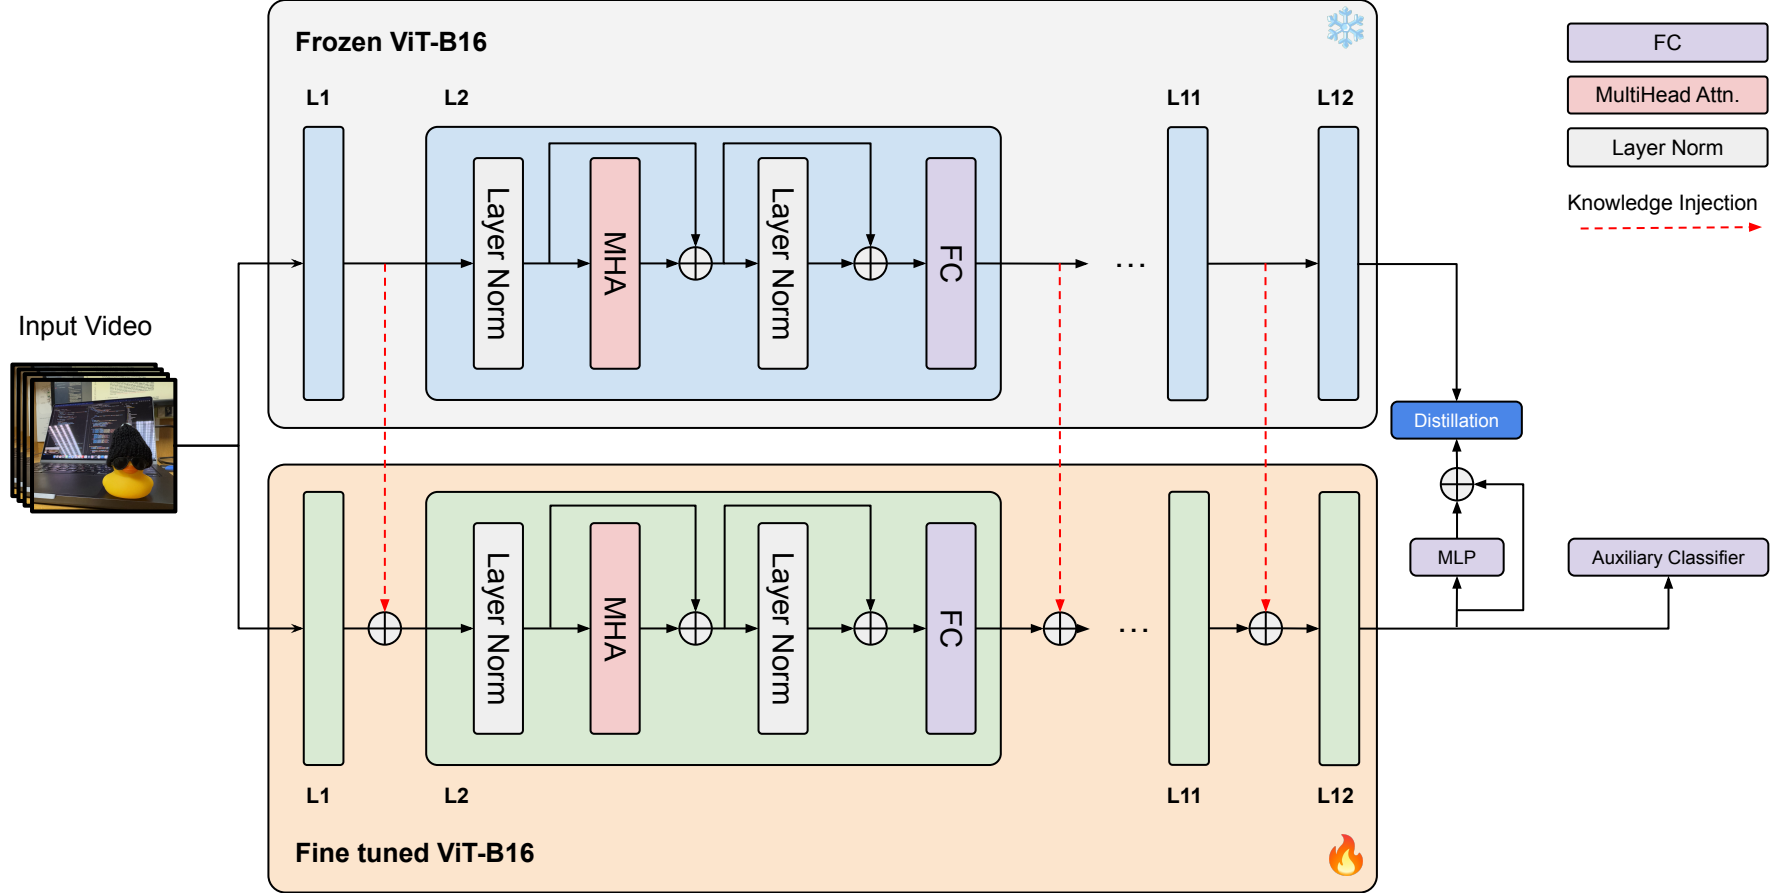 Frozen ViT-B16
L1
L2
L11
L12
Layer Norm
MHA
Layer Norm
FC
...
FC
MultiHead Attn.
Layer Norm
Knowledge Injection
Input Video
Distillation
MLP
Auxiliary Classifier
Layer Norm
MHA
Layer Norm
FC
...
L1
L2
L11
L12
Fine tuned ViT-B16